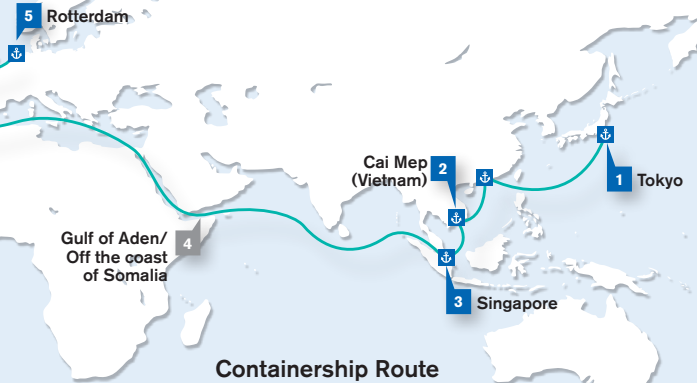 5 Rotterdam
Cai Mep
(Vietnam)
2
1 Tokyo
Gulf of Aden/
Off the coast
of Somalia
4
3 Singapore
Containership Route